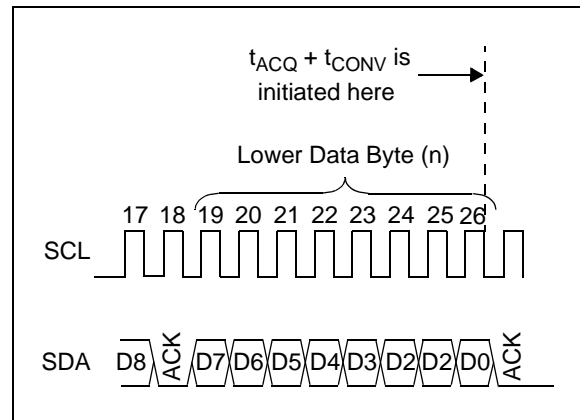 tACQ + tCONV is
initiated here
Lower Data Byte (n)
17 18 19 20 21 22 23 24 25 26
SCL
SDA D8 ACK D7 D6 D5 D4 D3 D2 D2 D0 ACK